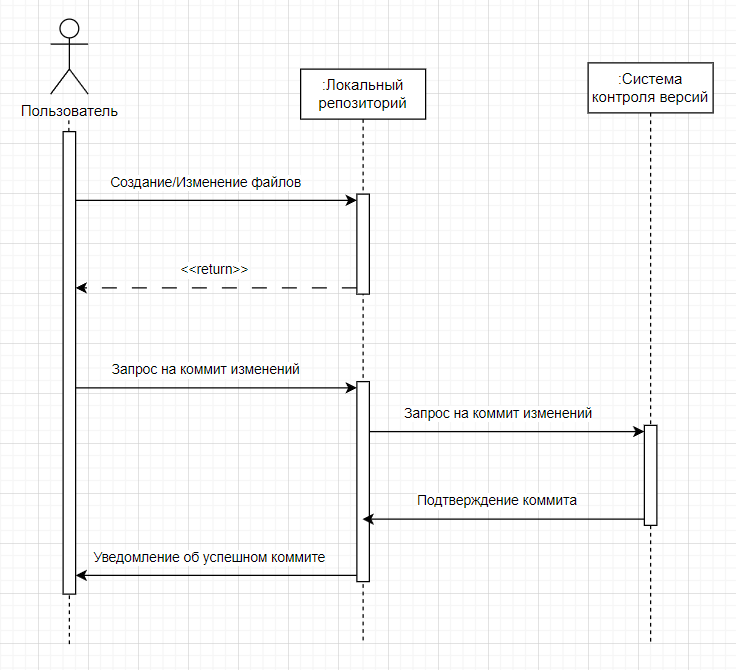 Пользователь
:Локальный
репозиторий
:Система
контроля версий
Создание/Изменение файлов
<<return>>
Запрос на коммит изменений
Запрос на коммит изменений
Подтверждение коммита
Уведомление об успешном коммите